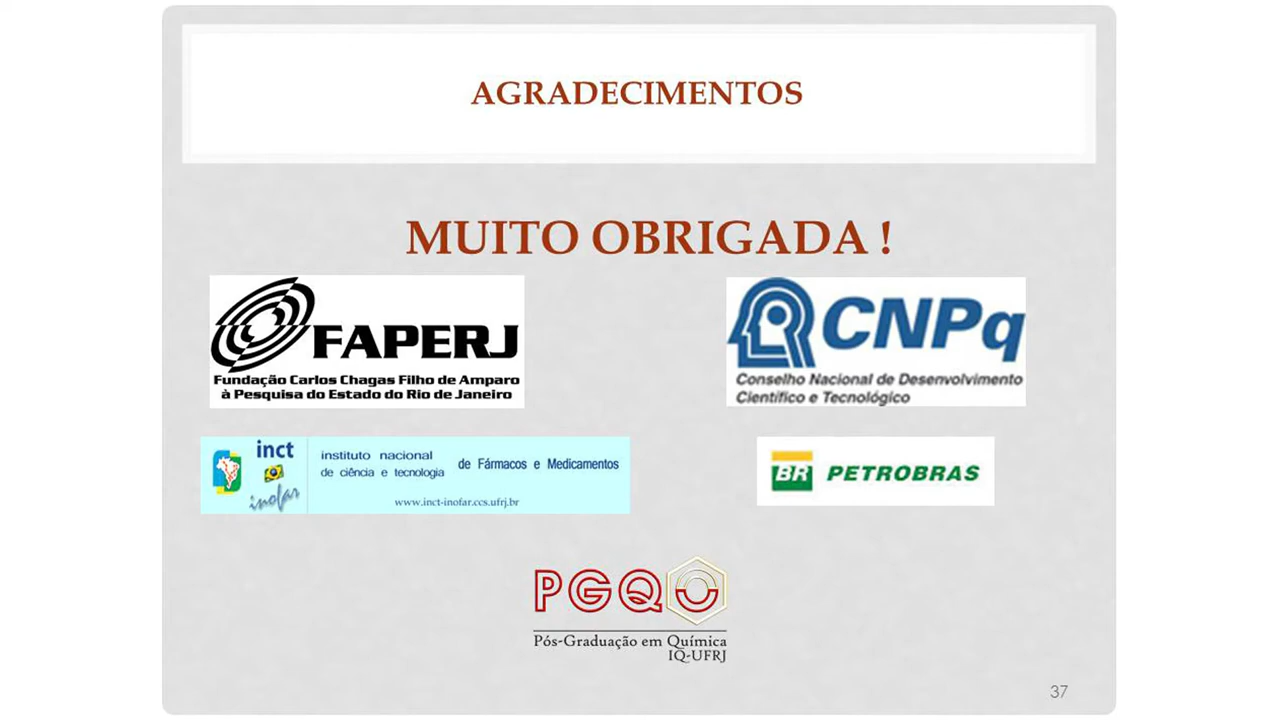 AGRADECIMENTOS
MUITO OBRIGADA !
FAPERJ
Fundação Carlos Chagas Filho de Amparo
à Pesquisa do Estado do Rio de Janeiro
CNPq
Conselho Nacional de Desenvolvimento
Científico e Tecnológico
inct
inofar
instituto nacional
de ciência e tecnologia
de Fármacos e Medicamentos
www.inct-inofar.ccs.ufrj.br
BR PETROBRAS
PGQ
Pós-Graduação em Química
IQ-UFRJ
37